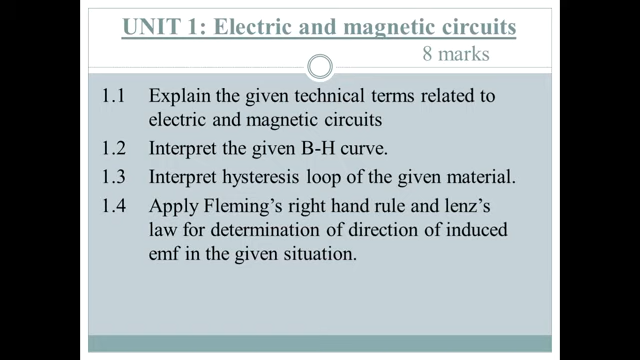 UNIT 1: Electric and magnetic circuits
8 marks
1.1 Explain the given technical terms related to
electric and magnetic circuits
1.2 Interpret the given B-H curve.
1.3 Interpret hysteresis loop of the given material.
1.4 Apply Fleming's right hand rule and lenz's
law for determination of direction of induced
emf in the given situation.